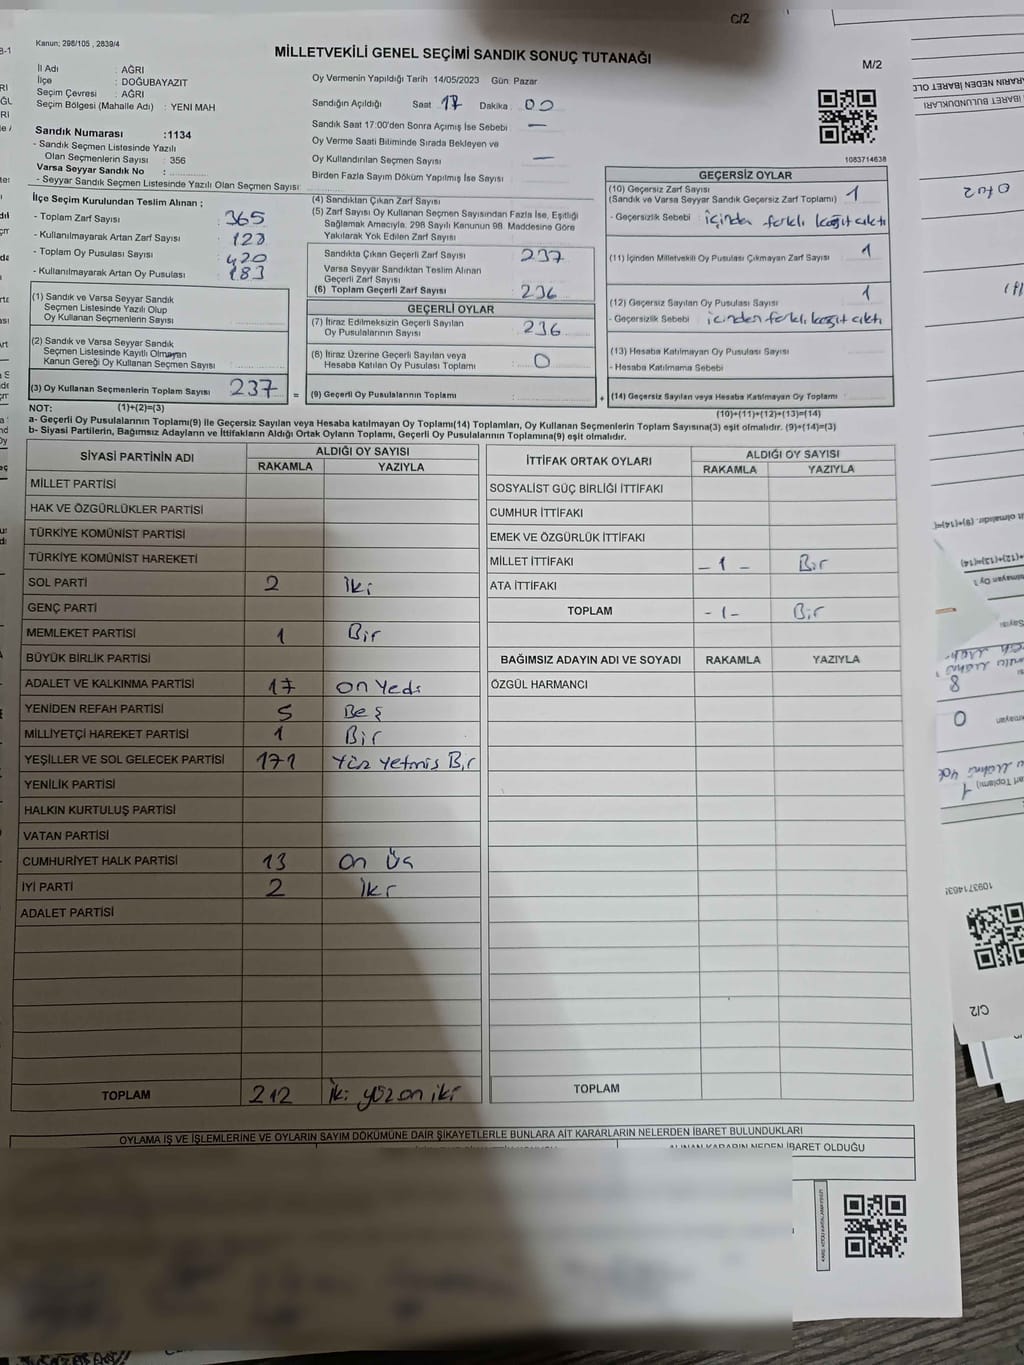 C/2
Kanun; 298/105 , 2839/4
MİLLETVEKİLİ GENEL SEÇİMİ SANDIK SONUÇ TUTANAĞI
M/2
İl Adı : AĞRI
İlçe : DOĞUBAYAZIT
Seçim Çevresi : AĞRI
Seçim Bölgesi (Mahalle Adı) : YENİ MAH
Sandık Numarası :1134
- Sandık Seçmen Listesinde Yazılı
Olan Seçmenlerin Sayısı : 356
Varsa Seyyar Sandık No :
- Seyyar Sandık Seçmen Listesinde Yazılı Olan Seçmen Sayısı:
Oy Vermenin Yapıldığı Tarih 14/05/2023 Gün Pazar
Sandığın Açıldığı Saat 17 Dakika 00
Sandık Saat 17:00'den Sonra Açımış İse Sebebi : —
Oy Verme Saati Bitiminde Sırada Bekleyen ve
Oy Kullandırılan Seçmen Sayısı : —
Birden Fazla Sayım Döküm Yapılmış İse Sayısı :
1083714638
İlçe Seçim Kurulundan Teslim Alınan ;
- Toplam Zarf Sayısı : 365
- Kullanılmayarak Artan Zarf Sayısı : 128
- Toplam Oy Pusulası Sayısı : 420
- Kullanılmayarak Artan Oy Pusulası : 183
(1) Sandık ve Varsa Seyyar Sandık
Seçmen Listesinde Yazılı Olup
Oy Kullanan Seçmenlerin Sayısı :
(2) Sandık ve Varsa Seyyar Sandık
Seçmen Listesinde Kayıtlı Olmayan
Kanun Gereği Oy Kullanan Seçmen Sayısı :
(3) Oy Kullanan Seçmenlerin Toplam Sayısı : 237
(4) Sandıktan Çıkan Zarf Sayısı :
(5) Zarf Sayısı Oy Kullanan Seçmen Sayısından Fazla İse, Eşitliği
Sağlamak Amacıyla, 298 Sayılı Kanunun 98. Maddesine Göre
Yakılarak Yok Edilen Zarf Sayısı :
Sandıkta Çıkan Geçerli Zarf Sayısı : 237
Varsa Seyyar Sandıktan Teslim Alınan
Geçerli Zarf Sayısı :
(6) Toplam Geçerli Zarf Sayısı : 236
GEÇERLİ OYLAR
(7) İtiraz Edilmeksizin Geçerli Sayılan
Oy Pusulalarının Sayısı : 236
(8) İtiraz Üzerine Geçerli Sayılan veya
Hesaba Katılan Oy Pusulası Toplamı : 0
= (9) Geçerli Oy Pusulalarının Toplamı :
GEÇERSİZ OYLAR
(10) Geçersiz Zarf Sayısı
(Sandık ve Varsa Seyyar Sandık Geçersiz Zarf Toplamı) : 1
- Geçersizlik Sebebi : içinden farklı kağıt çıktı
(11) İçinden Milletvekili Oy Pusulası Çıkmayan Zarf Sayısı : 1
(12) Geçersiz Sayılan Oy Pusulası Sayısı : 1
- Geçersizlik Sebebi : içinden farklı kağıt çıktı
(13) Hesaba Katılmayan Oy Pusulası Sayısı :
- Hesaba Katılmama Sebebi :
+ (14) Geçersiz Sayılan veya Hesaba Katılmayan Oy Toplamı :
NOT: (1)+(2)=(3)
(10)+(11)+(12)+(13)=(14)
a- Geçerli Oy Pusulalarının Toplamı(9) ile Geçersiz Sayılan veya Hesaba katılmayan Oy Toplamı(14) Toplamları, Oy Kullanan Seçmenlerin Toplam Sayısına(3) eşit olmalıdır. (9)+(14)=(3)
b- Siyasi Partilerin, Bağımsız Adayların ve İttifakların Aldığı Ortak Oyların Toplamı, Geçerli Oy Pusulalarının Toplamına(9) eşit olmalıdır.
SİYASİ PARTİNİN ADI ALDIĞI OY SAYISI
RAKAMLA YAZIYLA
MİLLET PARTİSİ
HAK VE ÖZGÜRLÜKLER PARTİSİ
TÜRKİYE KOMÜNİST PARTİSİ
TÜRKİYE KOMÜNİST HAREKETİ
SOL PARTİ 2 iki
GENÇ PARTİ
MEMLEKET PARTİSİ 1 Bir
BÜYÜK BİRLİK PARTİSİ
ADALET VE KALKINMA PARTİSİ 17 on Yedi
YENİDEN REFAH PARTİSİ 5 Beş
MİLLİYETÇİ HAREKET PARTİSİ 1 Bir
YEŞİLLER VE SOL GELECEK PARTİSİ 171 Yüz Yetmiş Bir
YENİLİK PARTİSİ
HALKIN KURTULUŞ PARTİSİ
VATAN PARTİSİ
CUMHURİYET HALK PARTİSİ 13 on Üç
İYİ PARTİ 2 iki
ADALET PARTİSİ
TOPLAM 212 iki yüz on iki
İTTİFAK ORTAK OYLARI ALDIĞI OY SAYISI
RAKAMLA YAZIYLA
SOSYALİST GÜÇ BİRLİĞİ İTTİFAKI
CUMHUR İTTİFAKI
EMEK VE ÖZGÜRLÜK İTTİFAKI
MİLLET İTTİFAKI - 1 - Bir
ATA İTTİFAKI
TOPLAM - 1 - Bir
BAĞIMSIZ ADAYIN ADI VE SOYADI RAKAMLA YAZIYLA
ÖZGÜL HARMANCI
TOPLAM
OYLAMA İŞ VE İŞLEMLERİNE VE OYLARIN SAYIM DÖKÜMÜNE DAİR ŞİKAYETLERLE BUNLARA AİT KARARLARIN NELERDEN İBARET BULUNDUKLARI
ALINAN KARARIN NEDEN İBARET OLDUĞU
C/2